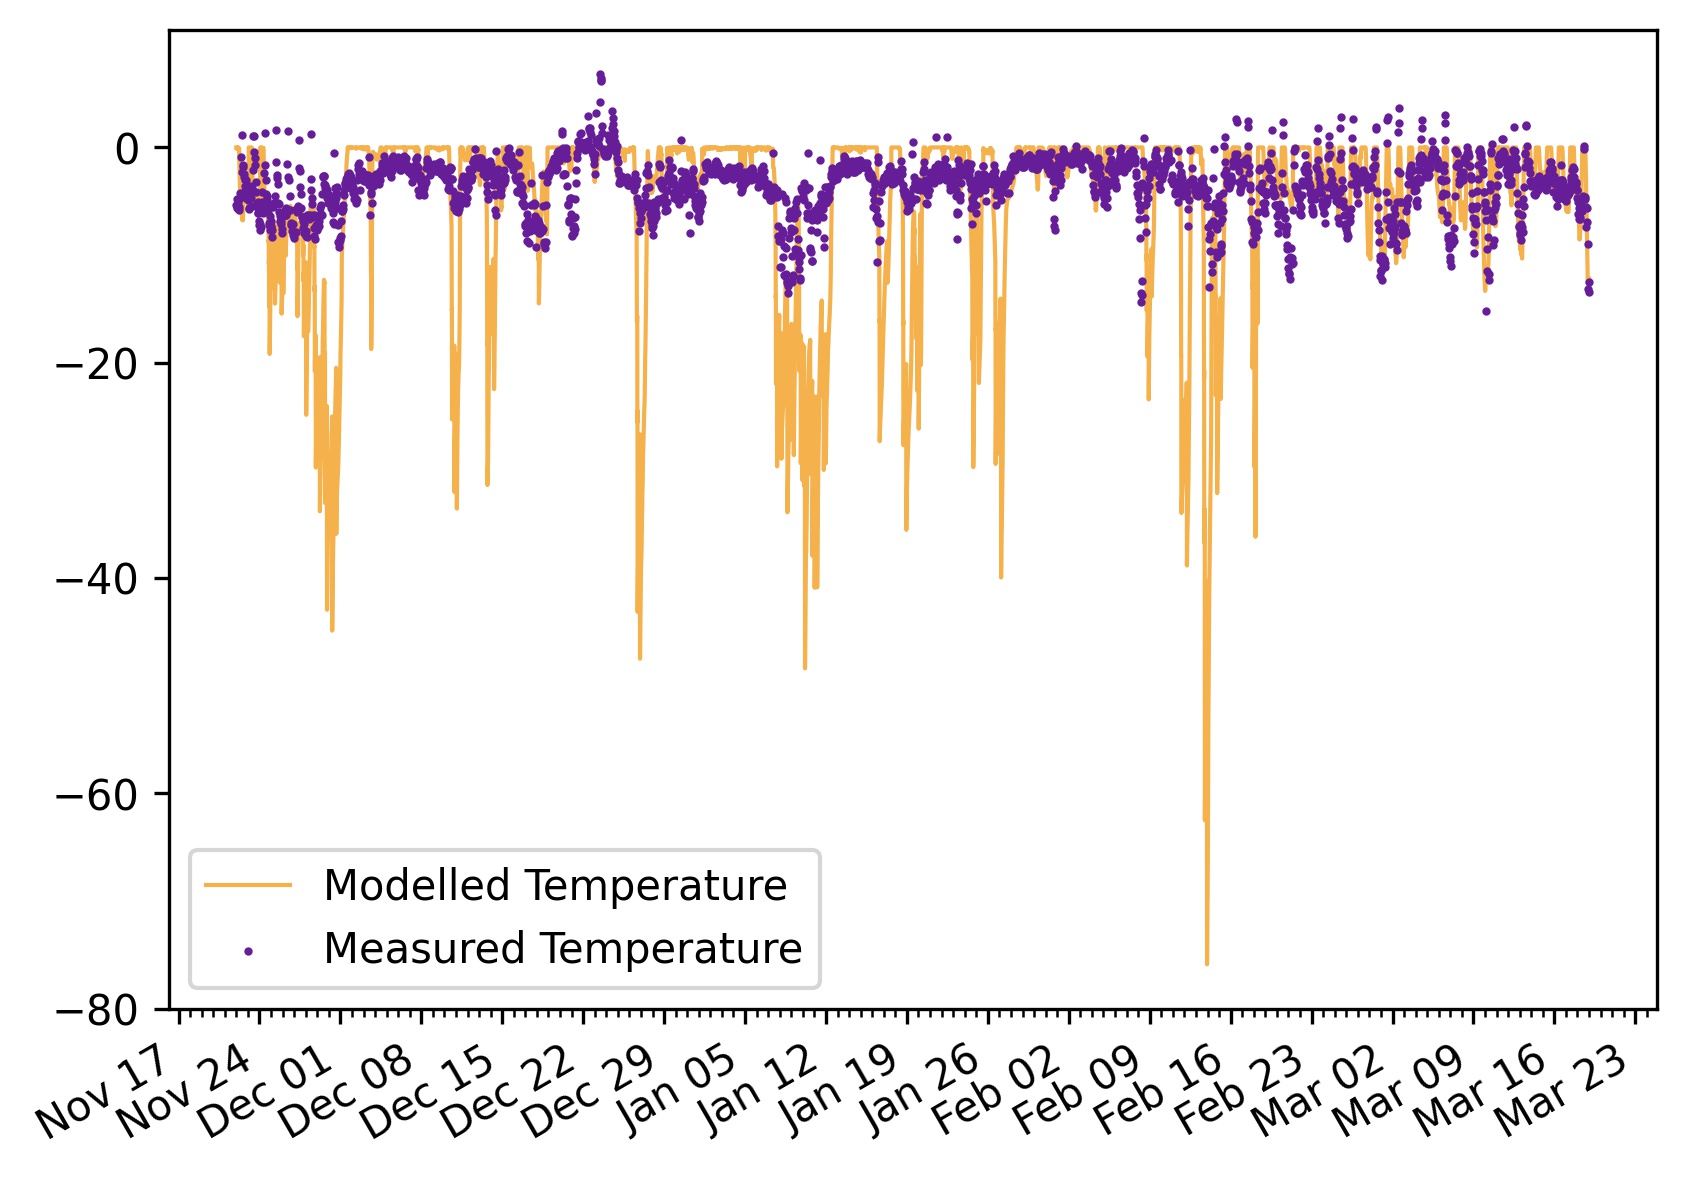 0
−20
−40
−60
−80
Modelled Temperature
Measured Temperature
Nov 17
Nov 24
Dec 01
Dec 08
Dec 15
Dec 22
Dec 29
Jan 05
Jan 12
Jan 19
Jan 26
Feb 02
Feb 09
Feb 16
Feb 23
Mar 02
Mar 09
Mar 16
Mar 23